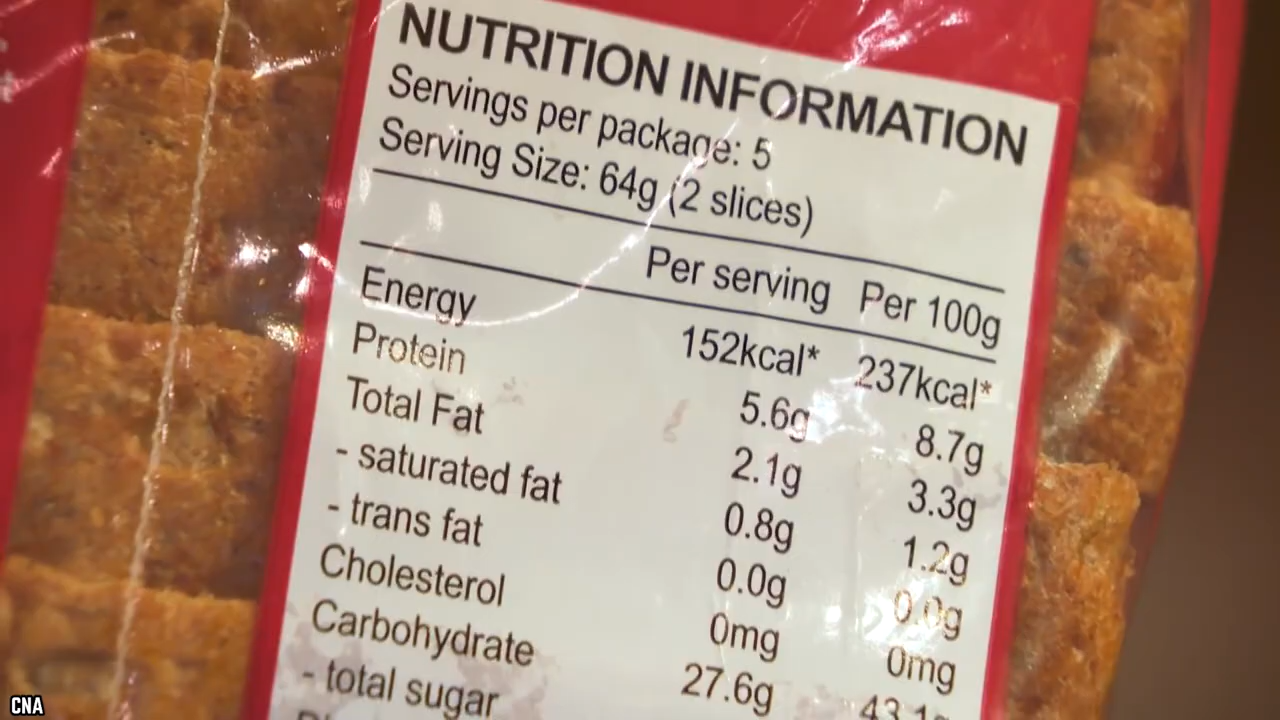 NUTRITION INFORMATION
Servings per package: 5
Serving Size: 64g (2 slices)
Per serving Per 100g
Energy 152kcal* 237kcal*
Protein 5.6g 8.7g
Total Fat 2.1g 3.3g
- saturated fat 0.8g 1.2g
- trans fat 0.0g 0.0g
Cholesterol 0mg 0mg
Carbohydrate 27.6g
- total sugar
CNA